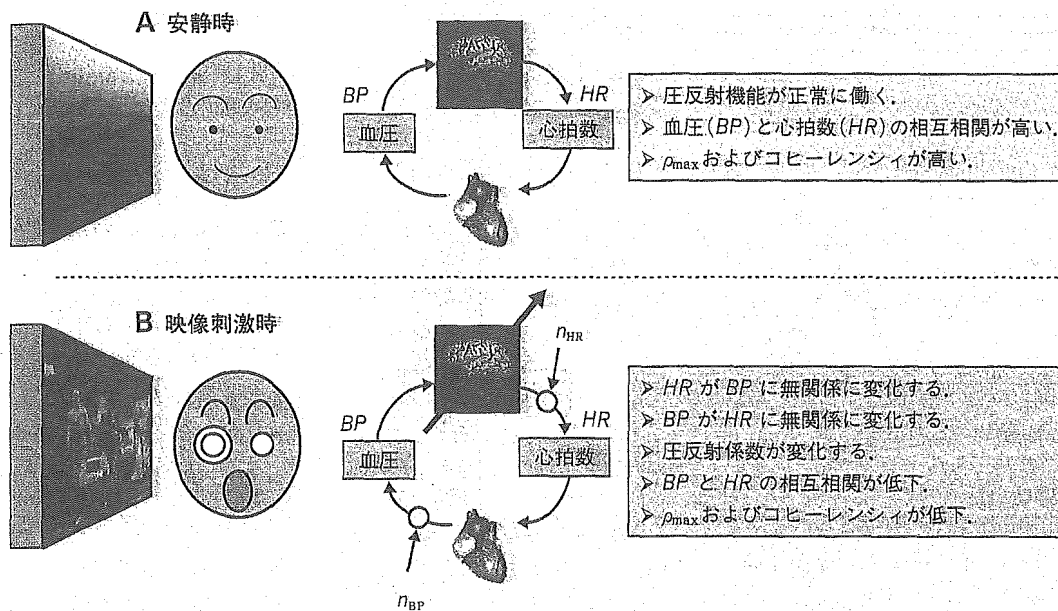 A 安静時
BP
HR
血圧
心拍数
➢ 圧反射機能が正常に働く.
➢ 血圧(BP)と心拍数(HR)の相互相関が高い.
➢ ρmaxおよびコヒーレンシィが高い.
B 映像刺激時
nHR
BP
HR
血圧
心拍数
nBP
➢ HR が BP に無関係に変化する.
➢ BP が HR に無関係に変化する.
➢ 圧反射係数が変化する.
➢ BP と HR の相互相関が低下.
➢ ρmaxおよびコヒーレンシィが低下.